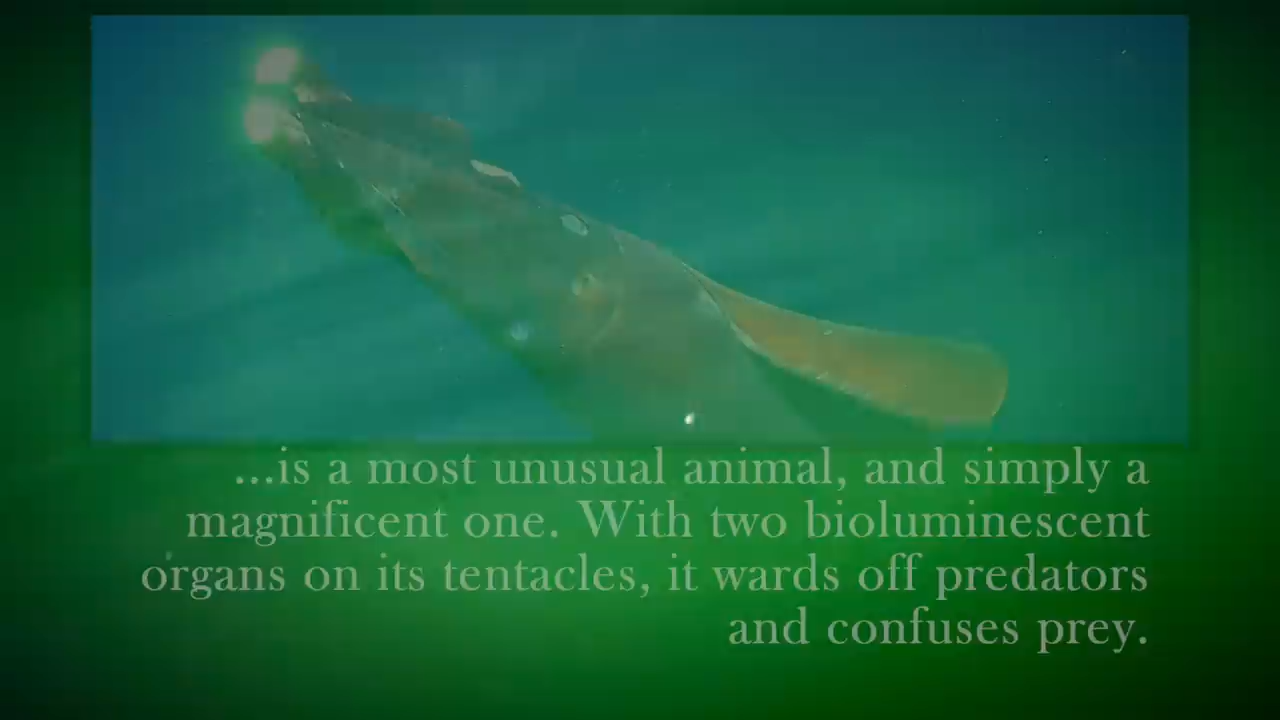 ...is a most unusual animal, and simply a
magnificent one. With two bioluminescent
organs on its tentacles, it wards off predators
and confuses prey.